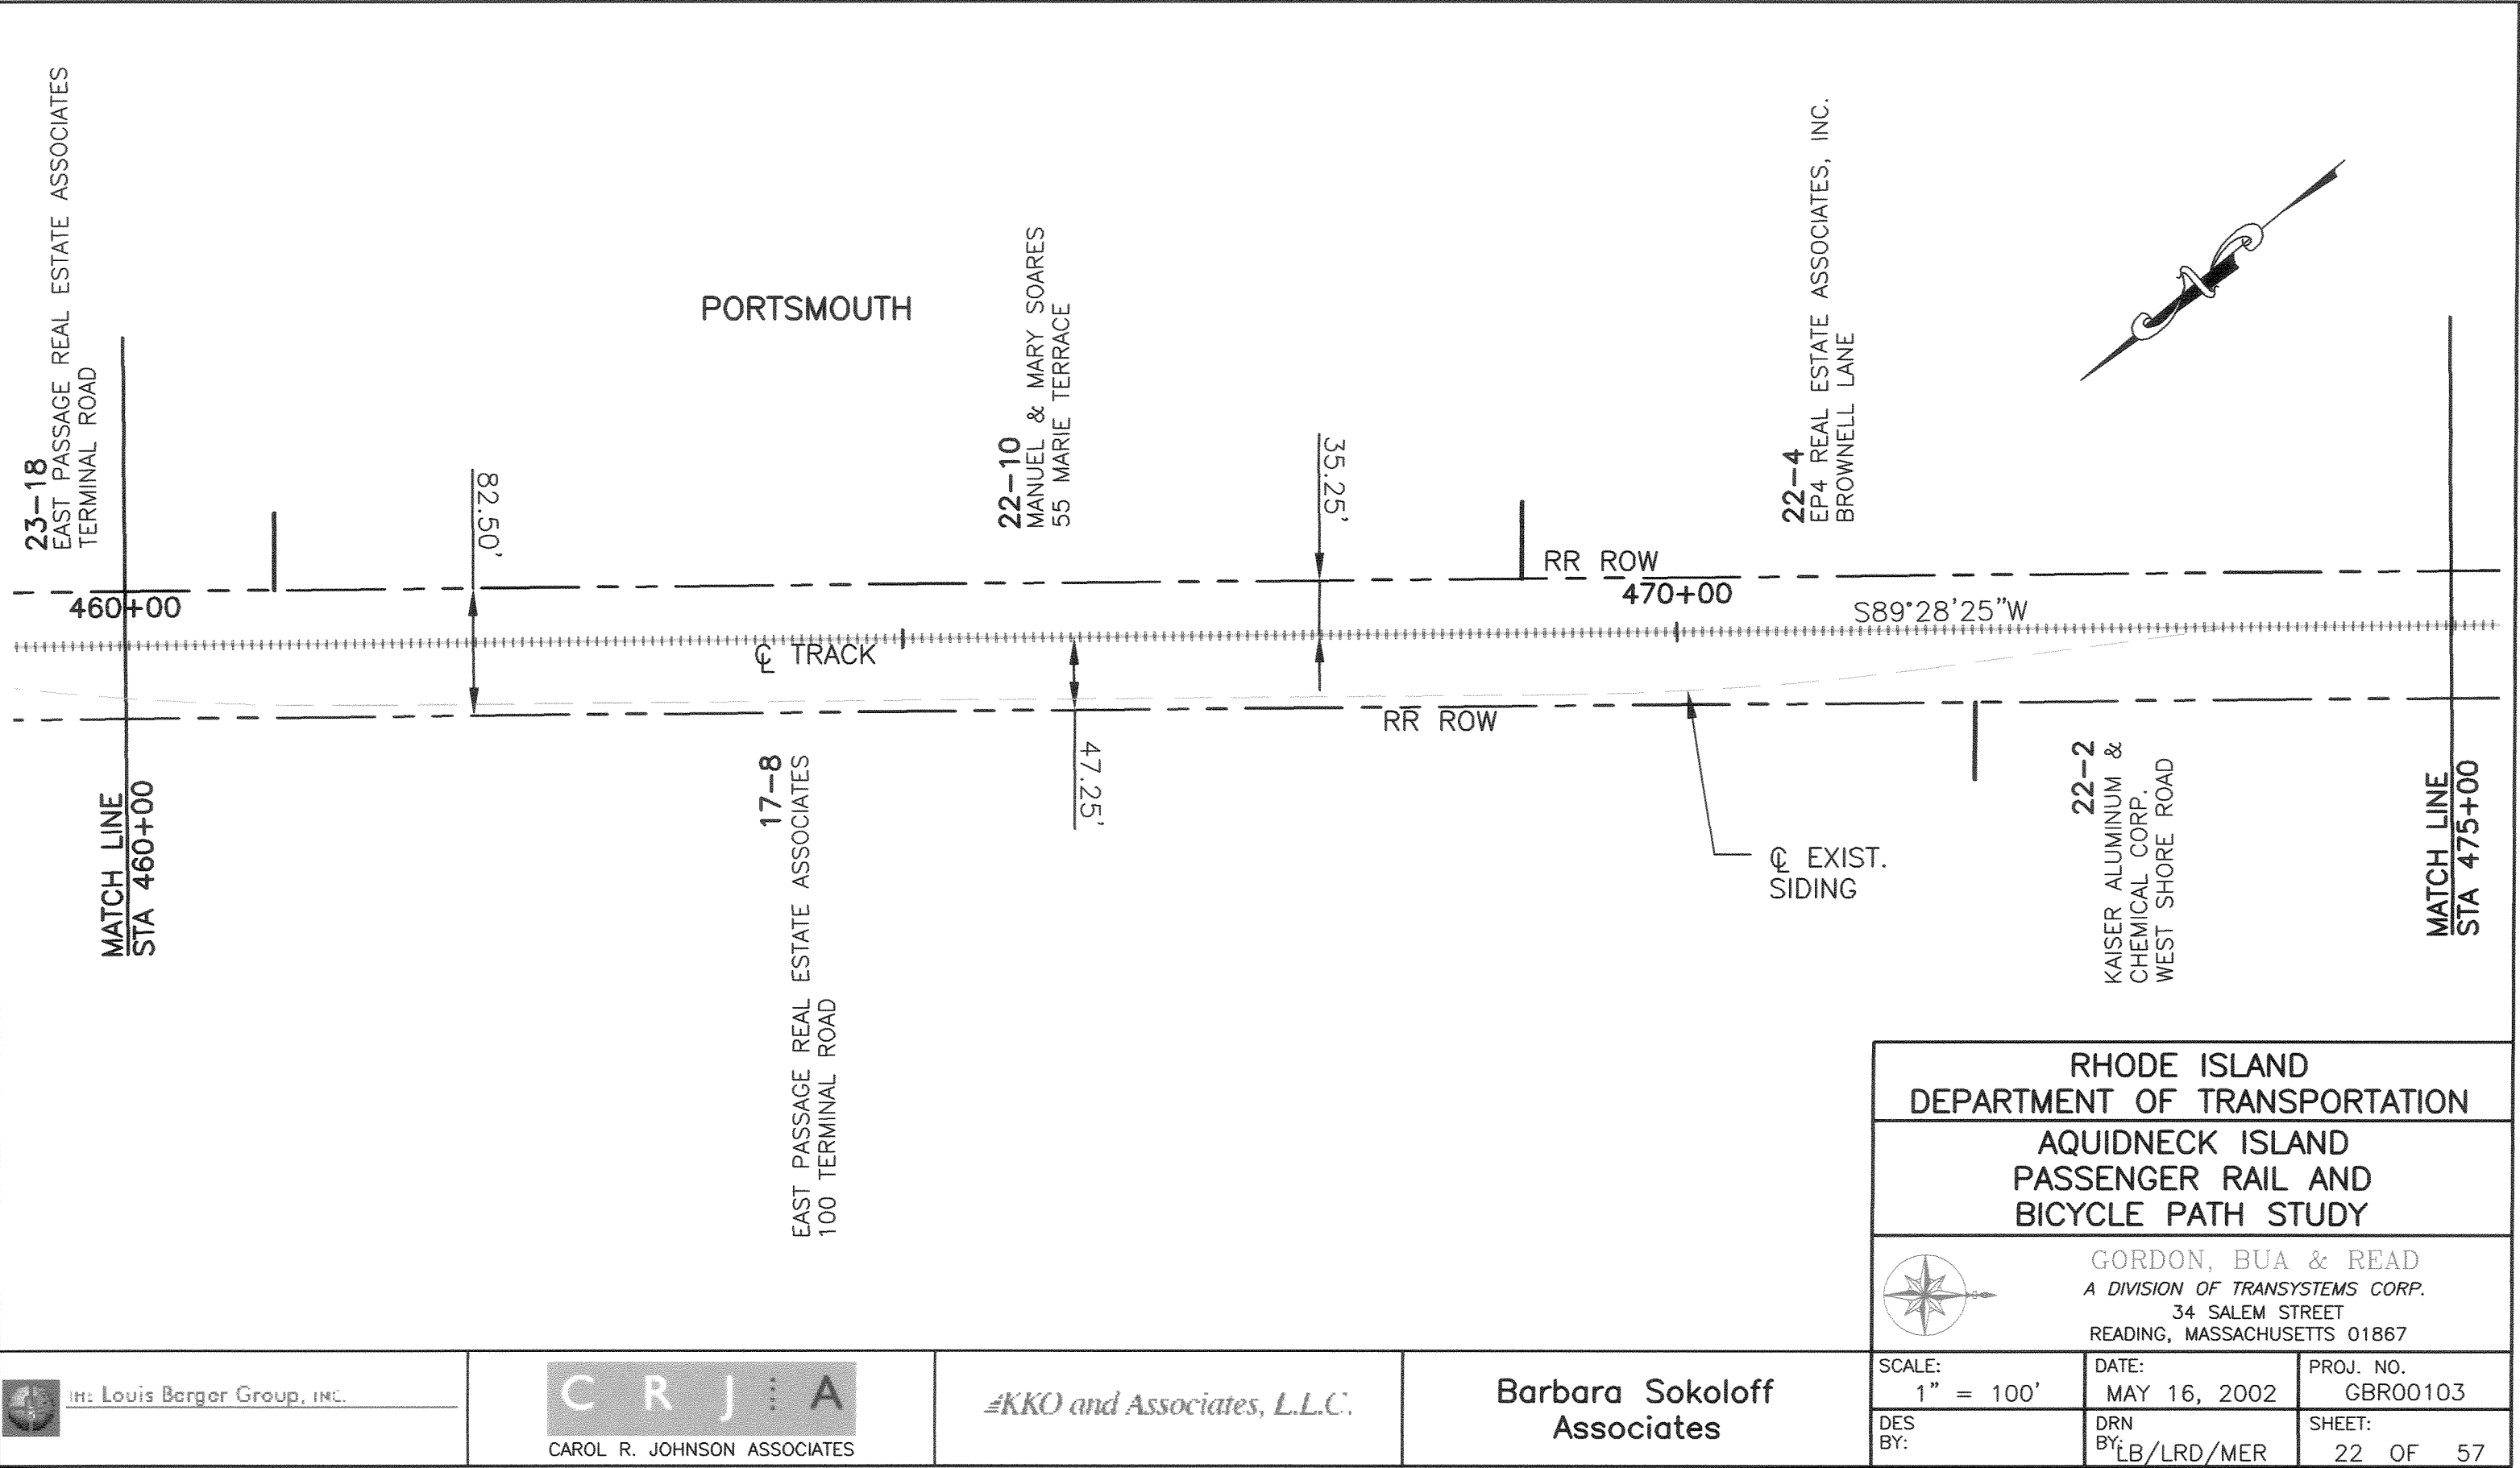 23-18
EAST PASSAGE REAL ESTATE ASSOCIATES
TERMINAL ROAD
PORTSMOUTH
22-10
MANUEL & MARY SOARES
55 MARIE TERRACE
22-4
EP4 REAL ESTATE ASSOCIATES, INC.
BROWNELL LANE
N
82.50'
35.25'
RR ROW
460+00
470+00
S89°28'25"W
℄ TRACK
RR ROW
47.25'
MATCH LINE
STA 460+00
17-8
EAST PASSAGE REAL ESTATE ASSOCIATES
100 TERMINAL ROAD
℄ EXIST.
SIDING
22-2
KAISER ALUMINUM &
CHEMICAL CORP.
WEST SHORE ROAD
MATCH LINE
STA 475+00
RHODE ISLAND
DEPARTMENT OF TRANSPORTATION
AQUIDNECK ISLAND
PASSENGER RAIL AND
BICYCLE PATH STUDY
GORDON, BUA & READ
A DIVISION OF TRANSYSTEMS CORP.
34 SALEM STREET
READING, MASSACHUSETTS 01867
THE Louis Berger Group, INC.
C R J A
CAROL R. JOHNSON ASSOCIATES
KKO and Associates, L.L.C.
Barbara Sokoloff
Associates
SCALE:
1" = 100'
DATE:
MAY 16, 2002
PROJ. NO.
GBR00103
DES
BY:
DRN
BY: LB/LRD/MER
SHEET:
22 OF 57